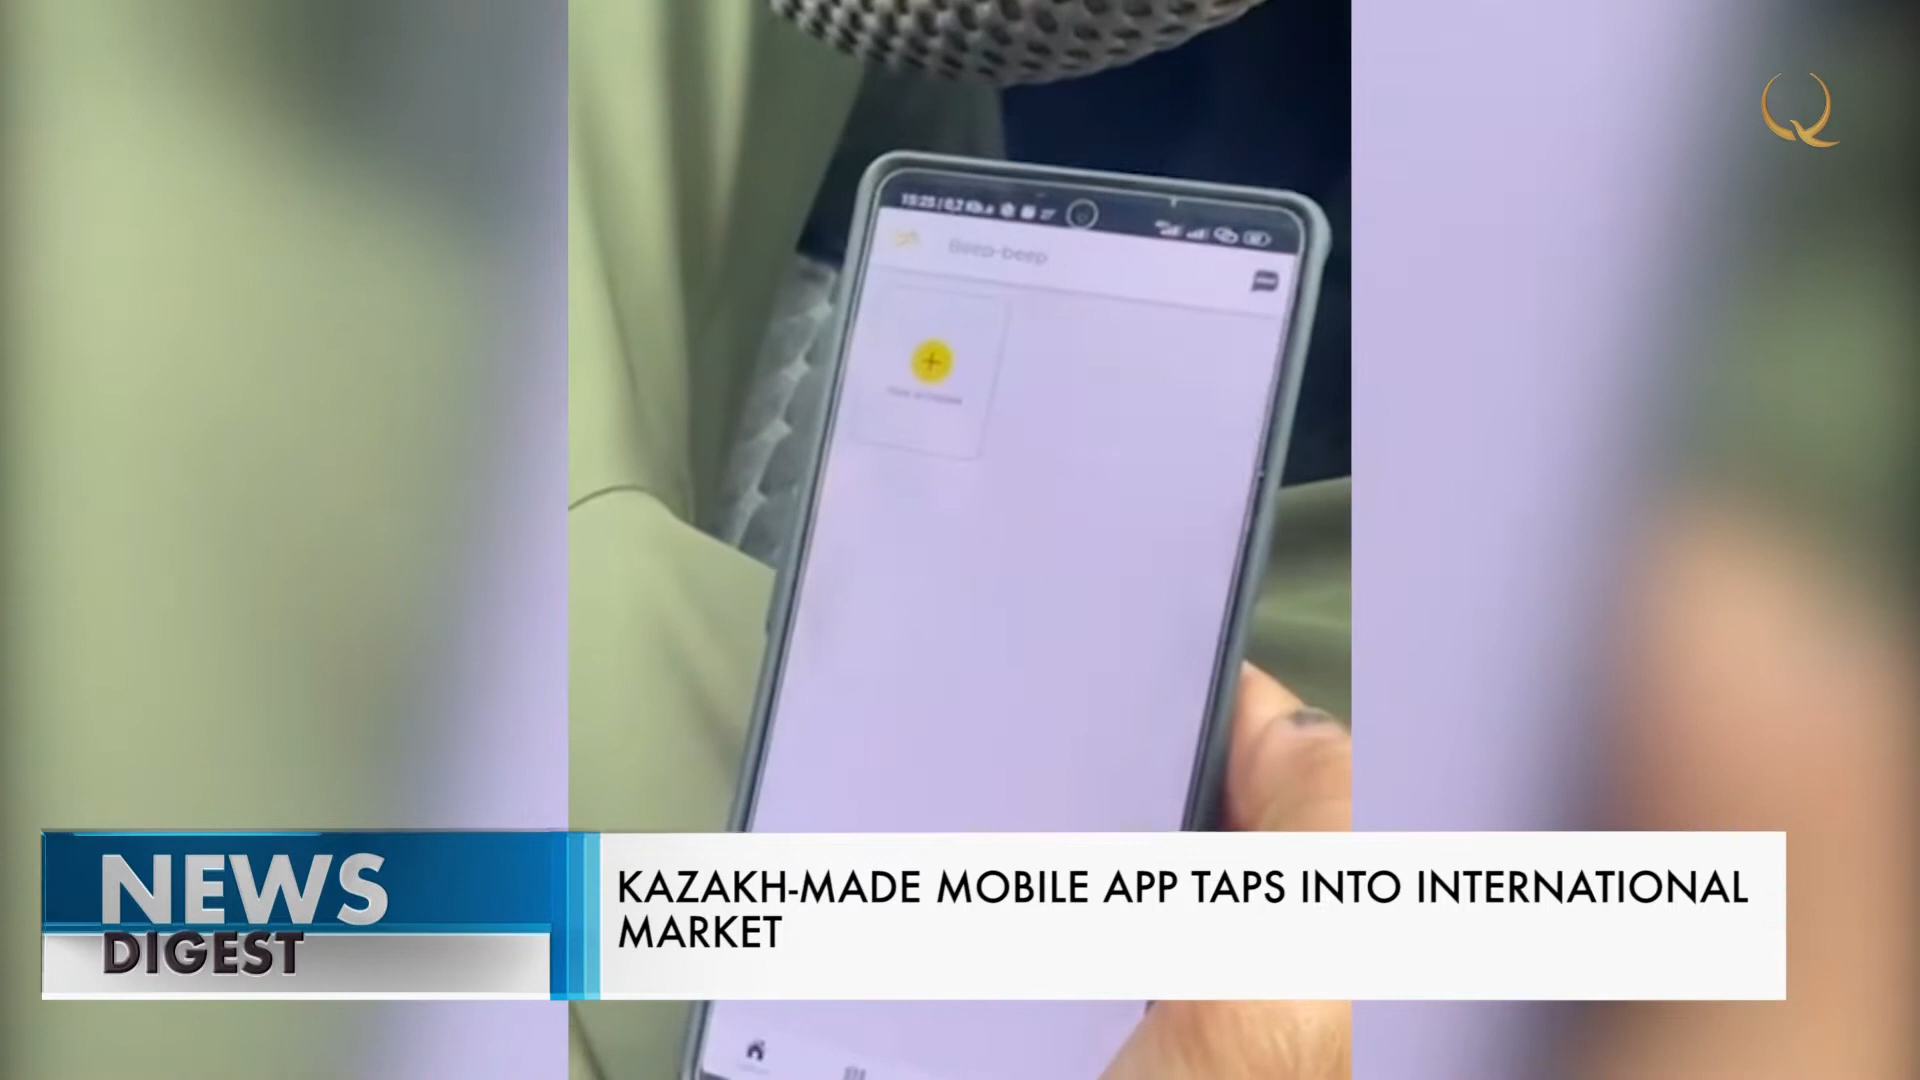 Beep-beep
NEWS
DIGEST
KAZAKH-MADE MOBILE APP TAPS INTO INTERNATIONAL
MARKET